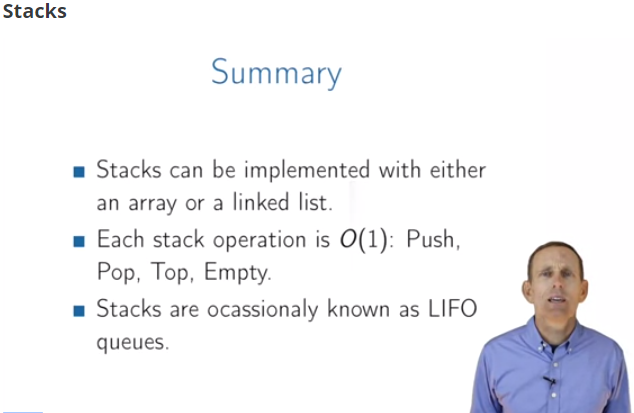 Stacks
Summary
■ Stacks can be implemented with either
an array or a linked list.
■ Each stack operation is O(1): Push,
Pop, Top, Empty.
■ Stacks are ocassionaly known as LIFO
queues.